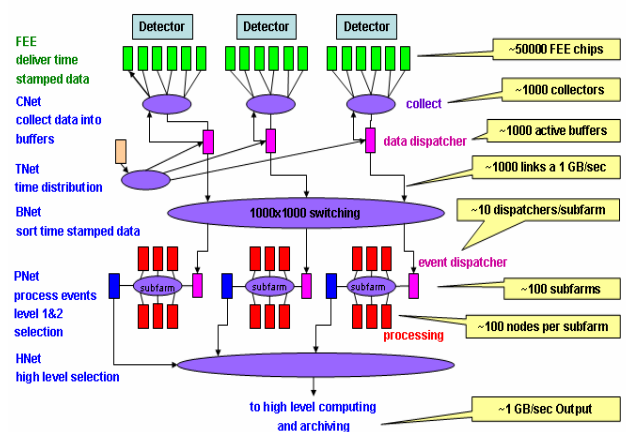 Detector
Detector
Detector
FEE
deliver time
stamped data
~50000 FEE chips
CNet
collect data into
buffers
collect
~1000 collectors
data dispatcher
~1000 active buffers
TNet
time distribution
~1000 links a 1 GB/sec
BNet
sort time stamped data
1000x1000 switching
~10 dispatchers/subfarm
event dispatcher
PNet
process events
level 1&2
selection
subfarm
subfarm
subfarm
~100 subfarms
processing
~100 nodes per subfarm
HNet
high level selection
to high level computing
and archiving
~1 GB/sec Output